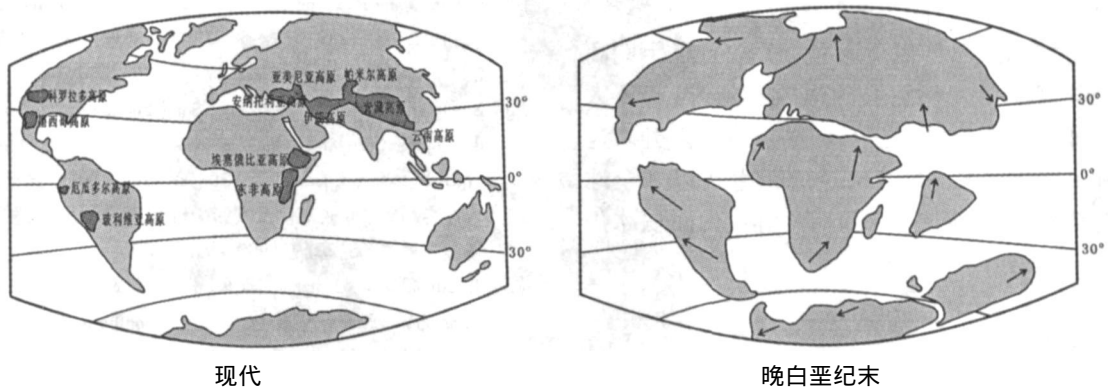 亚美尼亚高原 帕米尔高原
科罗拉多高原
安纳托利亚高原
伊朗高原
青藏高原
墨西哥高原
云南高原
埃塞俄比亚高原
厄瓜多尔高原
东非高原
玻利维亚高原
30°
0°
30°
现代
30°
0°
30°
晚白垩纪末